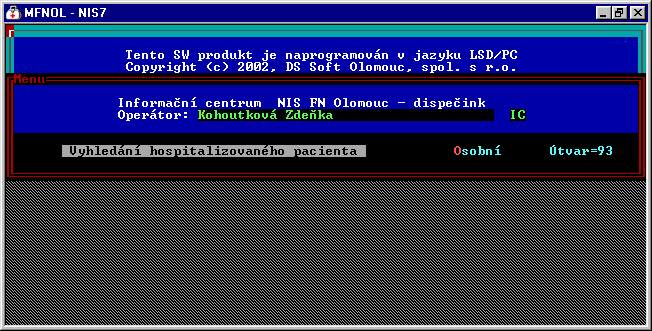 MFNOL - NIS7
Tento SW produkt je naprogramován v jazyku LSD/PC
Copyright (c) 2002, DS Soft Olomouc, spol. s r.o.
Menu
Informační centrum NIS FN Olomouc - dispečink
Operátor: Kohoutková Zdeňka IC
Vyhledání hospitalizovaného pacienta Osobní Útvar=93